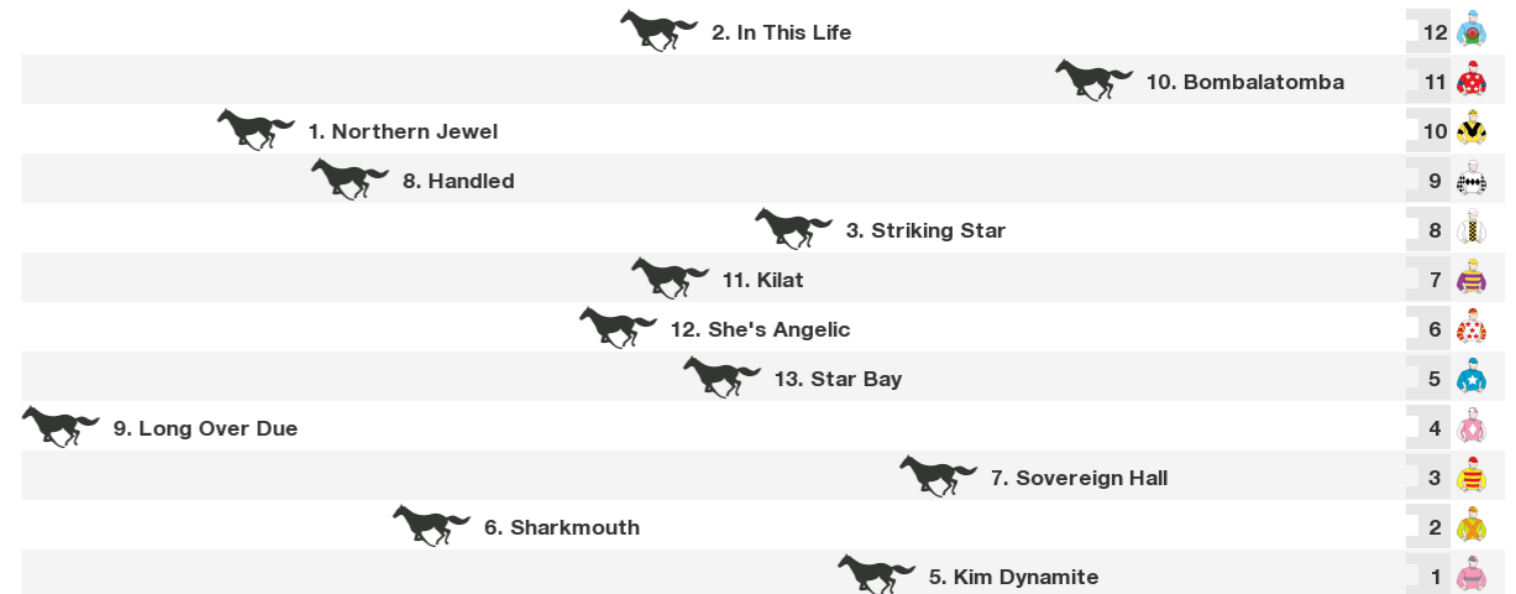 2. In This Life 12
10. Bombalatomba 11
1. Northern Jewel 10
8. Handled 9
3. Striking Star 8
11. Kilat 7
12. She's Angelic 6
13. Star Bay 5
9. Long Over Due 4
7. Sovereign Hall 3
6. Sharkmouth 2
5. Kim Dynamite 1